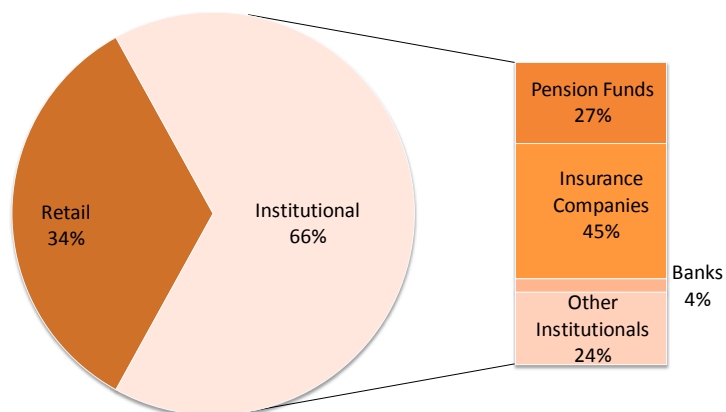 Retail
34%
Institutional
66%
Pension Funds
27%
Insurance
Companies
45%
Banks
4%
Other
Institutionals
24%